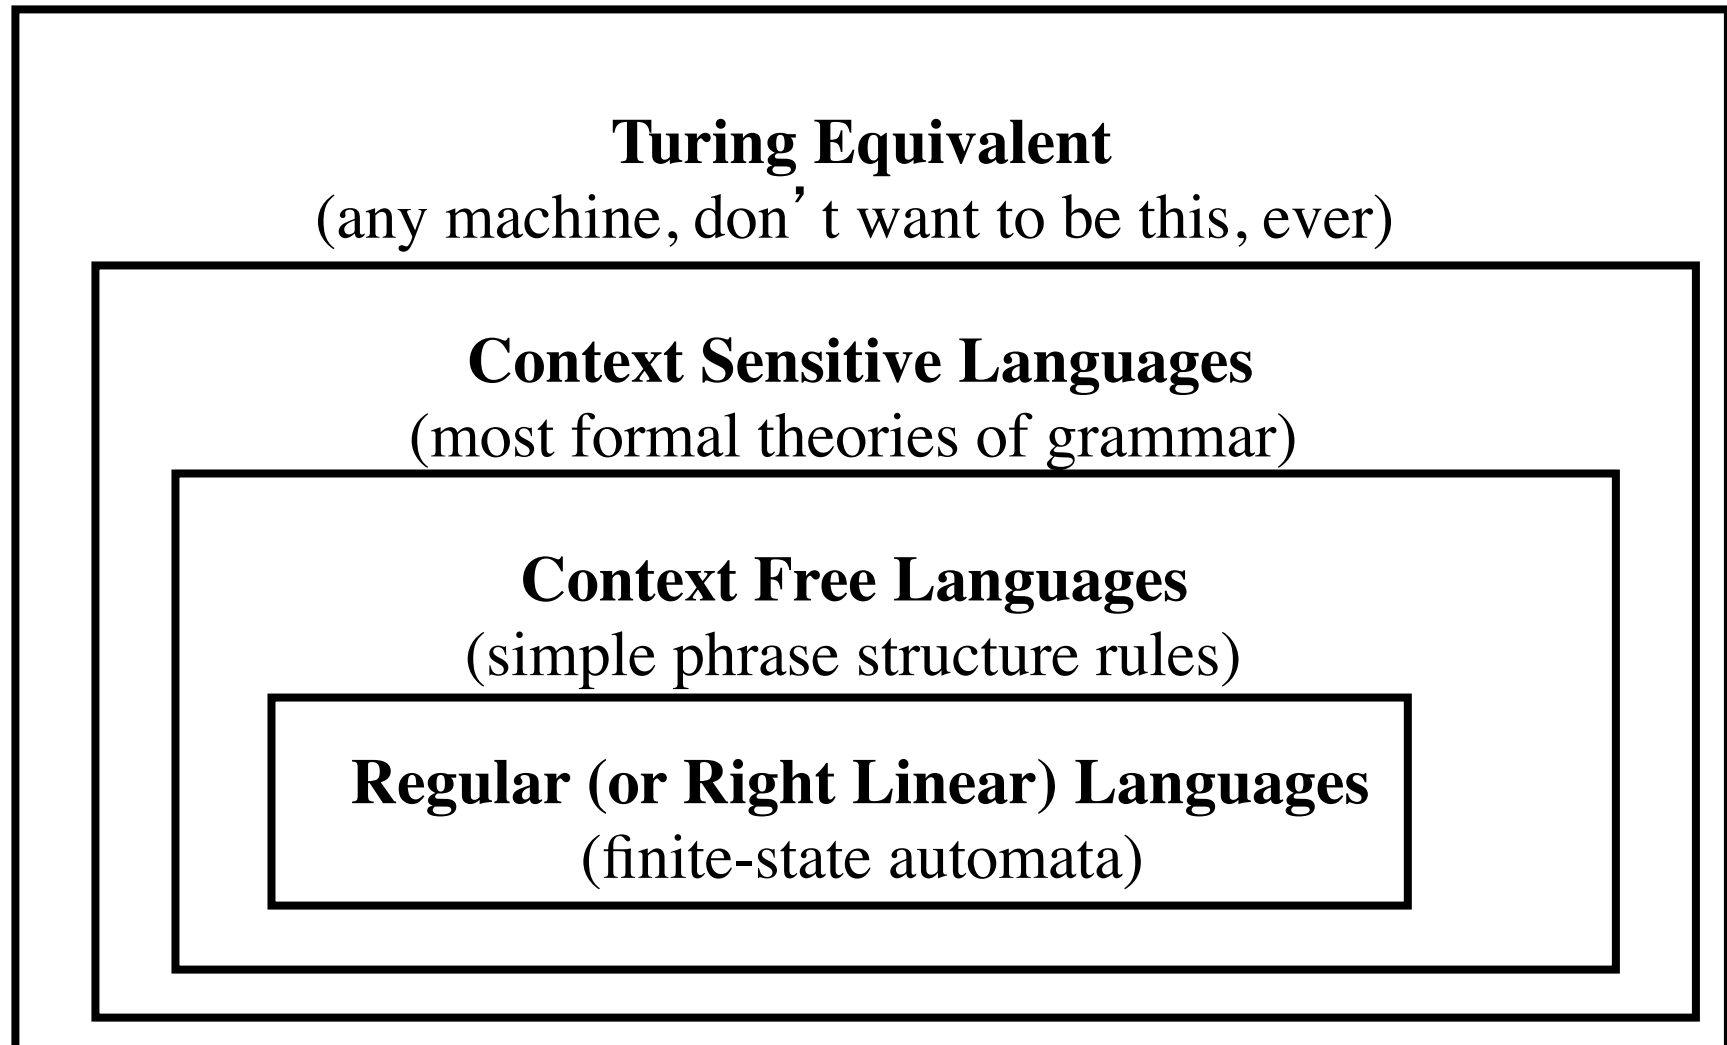 Turing Equivalent
(any machine, don’t want to be this, ever)
Context Sensitive Languages
(most formal theories of grammar)
Context Free Languages
(simple phrase structure rules)
Regular (or Right Linear) Languages
(finite-state automata)